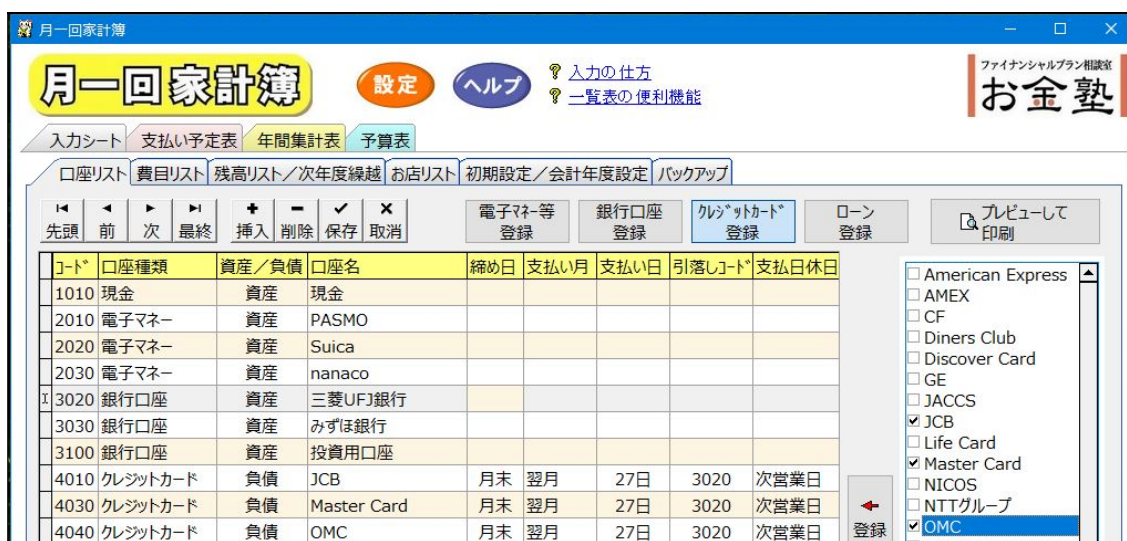 月一回家計簿
月一回家計簿
設定
ヘルプ
? 入力の仕方
? 一覧表の便利機能
ファイナンシャルプラン相談室
お金塾
入力シート 支払い予定表 年間集計表 予算表
口座リスト 費目リスト 残高リスト／次年度繰越 お店リスト 初期設定／会計年度設定 バックアップ
先頭 前 次 最終 挿入 削除 保存 取消
電子マネー等
登録
銀行口座
登録
クレジットカード
登録
ローン
登録
プレビューして
印刷
コード 口座種類 資産／負債 口座名 締め日 支払い月 支払い日 引落しコード 支払日休日
1010 現金 資産 現金
2010 電子マネー 資産 PASMO
2020 電子マネー 資産 Suica
2030 電子マネー 資産 nanaco
3020 銀行口座 資産 三菱UFJ銀行
3030 銀行口座 資産 みずほ銀行
3100 銀行口座 資産 投資用口座
4010 クレジットカード 負債 JCB 月末 翌月 27日 3020 次営業日
4030 クレジットカード 負債 Master Card 月末 翌月 27日 3020 次営業日
4040 クレジットカード 負債 OMC 月末 翌月 27日 3020 次営業日
登録
American Express
AMEX
CF
Diners Club
Discover Card
GE
JACCS
JCB
Life Card
Master Card
NICOS
NTTグループ
OMC